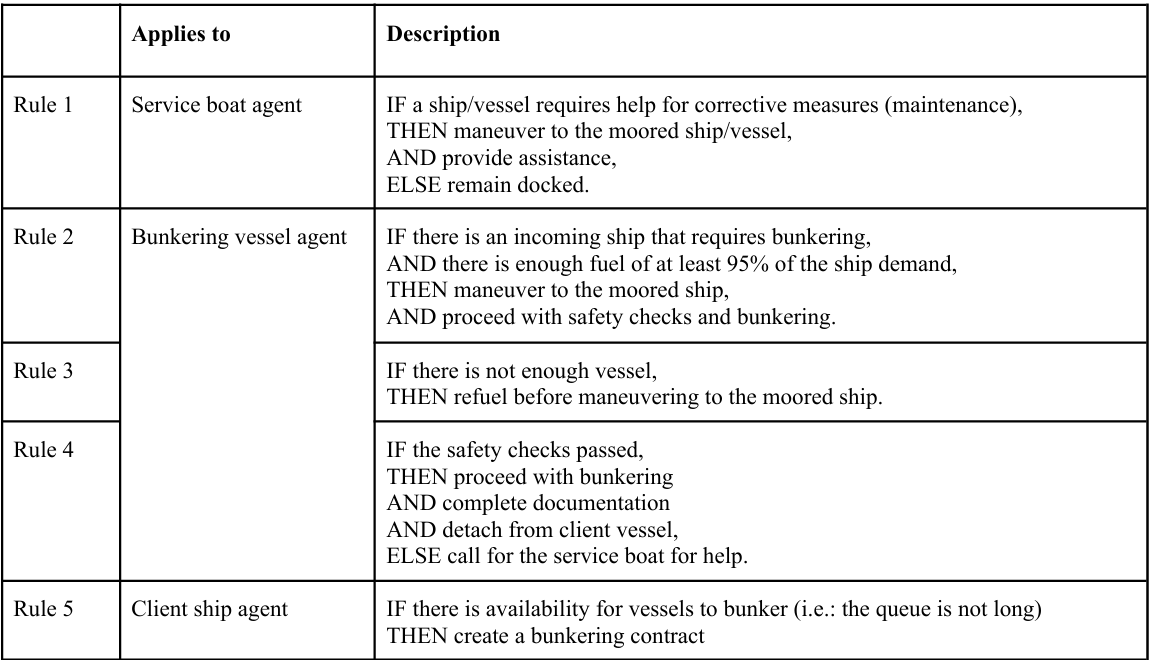 Applies to Description
Rule 1 Service boat agent IF a ship/vessel requires help for corrective measures (maintenance),
THEN maneuver to the moored ship/vessel,
AND provide assistance,
ELSE remain docked.
Rule 2 Bunkering vessel agent IF there is an incoming ship that requires bunkering,
AND there is enough fuel of at least 95% of the ship demand,
THEN maneuver to the moored ship,
AND proceed with safety checks and bunkering.
Rule 3 IF there is not enough vessel,
THEN refuel before maneuvering to the moored ship.
Rule 4 IF the safety checks passed,
THEN proceed with bunkering
AND complete documentation
AND detach from client vessel,
ELSE call for the service boat for help.
Rule 5 Client ship agent IF there is availability for vessels to bunker (i.e.: the queue is not long)
THEN create a bunkering contract